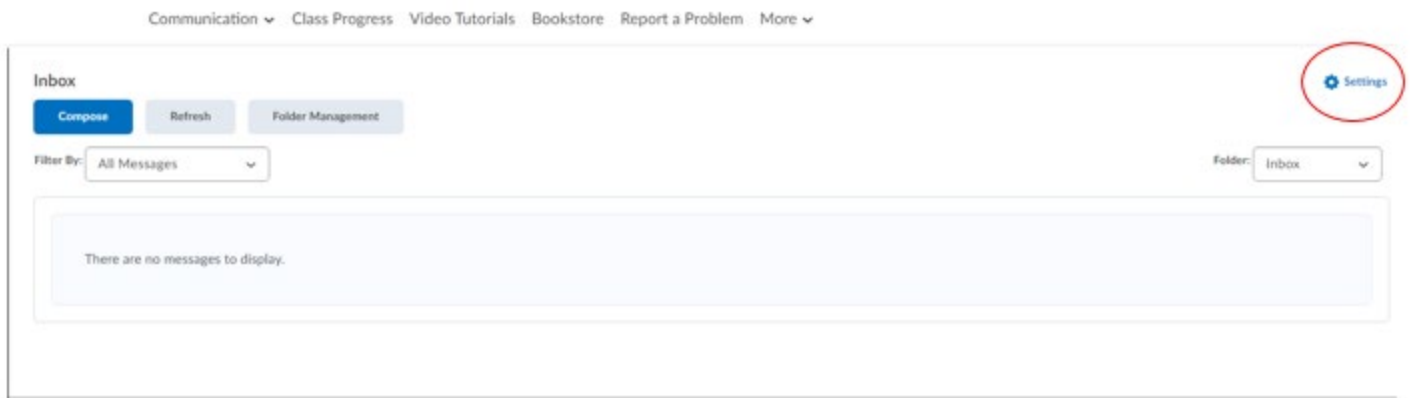 Communication Class Progress Video Tutorials Bookstore Report a Problem More
Inbox
Settings
Compose Refresh Folder Management
Filter By: All Messages
Folder: Inbox
There are no messages to display.